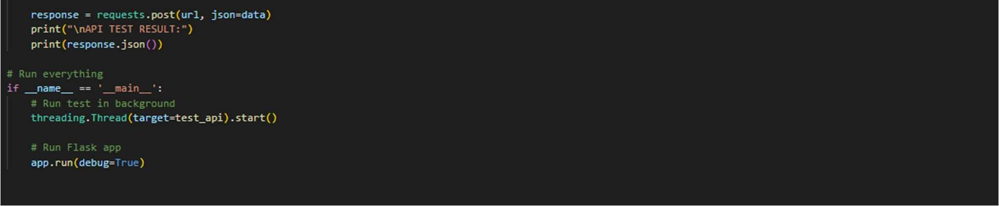 response = requests.post(url, json=data)
print("\nAPI TEST RESULT:")
print(response.json())
# Run everything
if __name__ == '__main__':
# Run test in background
threading.Thread(target=test_api).start()
# Run Flask app
app.run(debug=True)